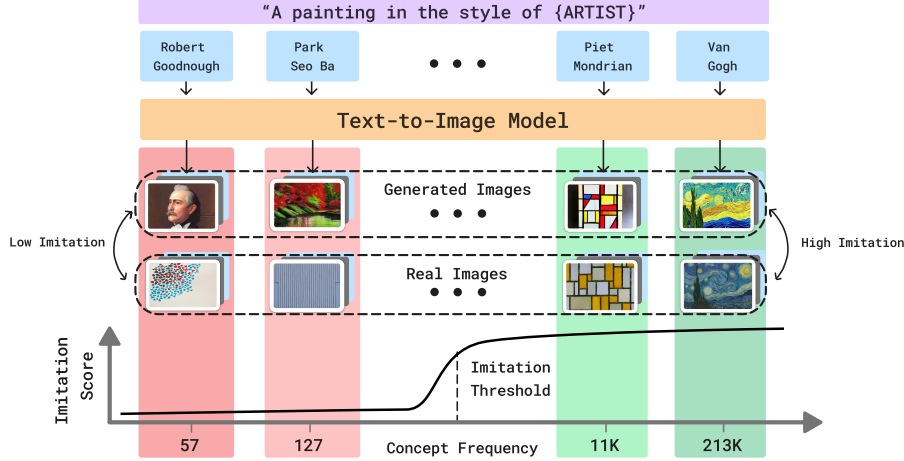 “A painting in the style of {ARTIST}”
Robert
Goodnough
Park
Seo Ba
Piet
Mondrian
Van
Gogh
Text-to-Image Model
Generated Images
Low Imitation
High Imitation
Real Images
Imitation
Score
Imitation
Threshold
57
127
Concept Frequency
11K
213K